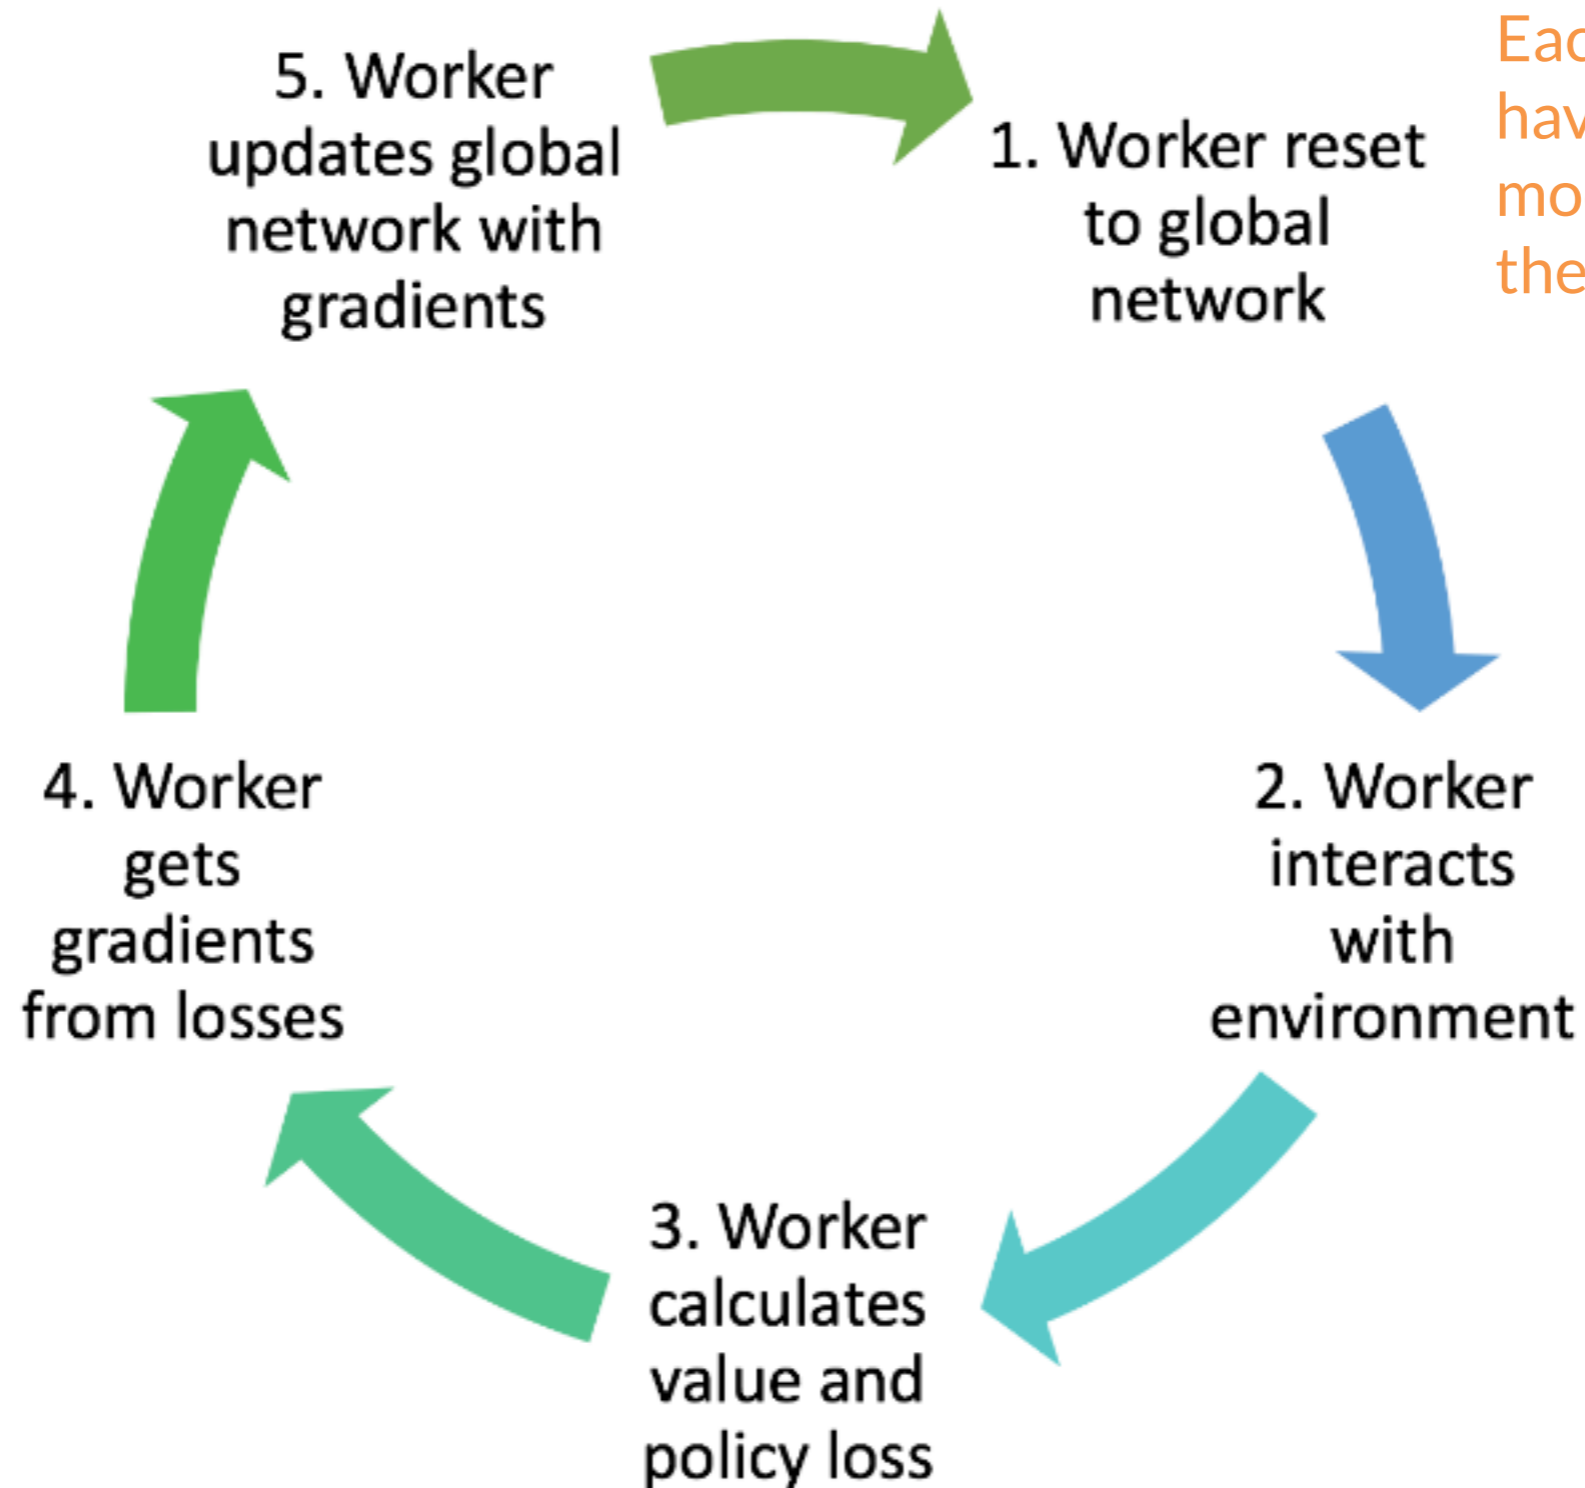 5. Worker
updates global
network with
gradients
1. Worker reset
to global
network
2. Worker
interacts
with
environment
3. Worker
calculates
value and
policy loss
4. Worker
gets
gradients
from losses
the